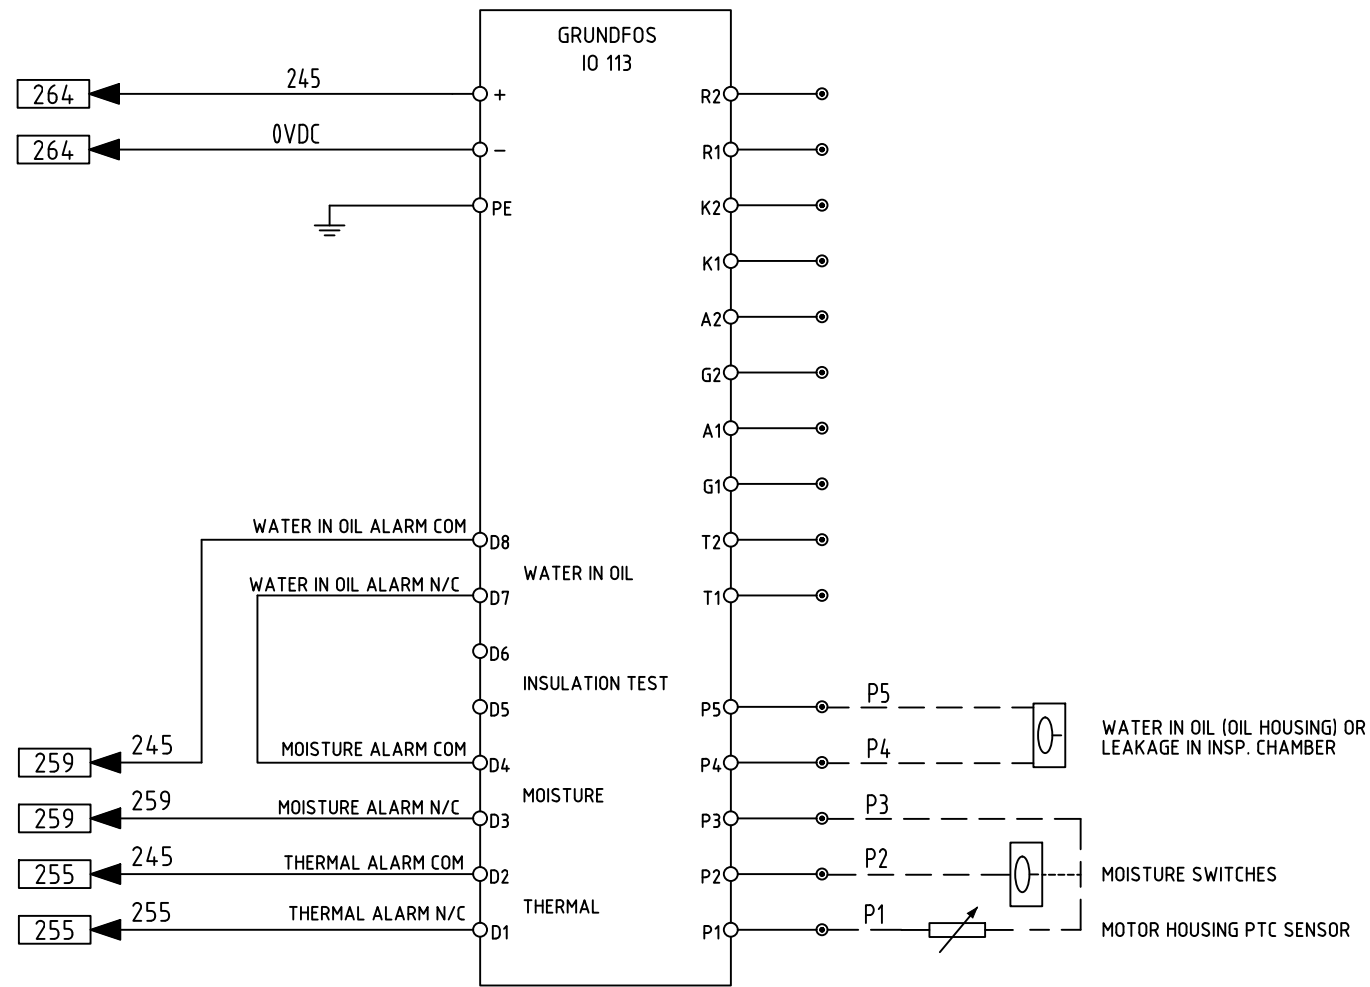 GRUNDFOS
IO 113
264
245
+
R2
264
0VDC
−
R1
PE
K2
K1
A2
G2
A1
G1
WATER IN OIL ALARM COM
D8
T2
WATER IN OIL
WATER IN OIL ALARM N/C
D7
T1
D6
INSULATION TEST
D5
P5
P5
WATER IN OIL (OIL HOUSING) OR
LEAKAGE IN INSP. CHAMBER
259
245
MOISTURE ALARM COM
D4
P4
P4
MOISTURE
259
259
MOISTURE ALARM N/C
D3
P3
P3
255
245
THERMAL ALARM COM
D2
P2
P2
MOISTURE SWITCHES
THERMAL
255
255
THERMAL ALARM N/C
D1
P1
P1
MOTOR HOUSING PTC SENSOR